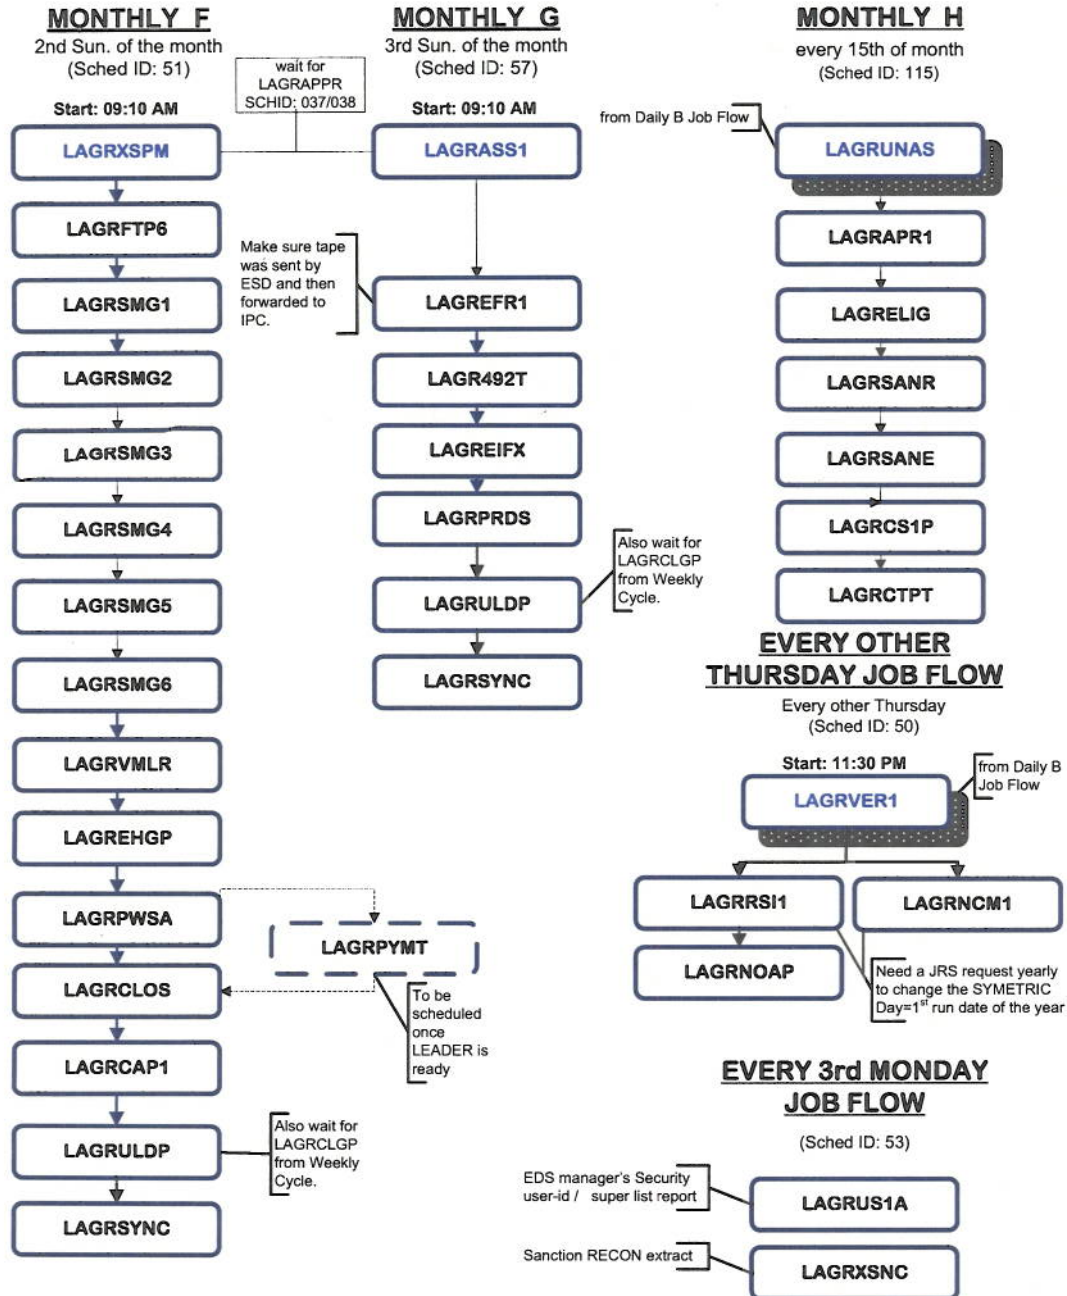 MONTHLY F
2nd Sun. of the month
(Sched ID: 51)
Start: 09:10 AM
LAGRXSPM
LAGRFTP6
LAGRSMG1
LAGRSMG2
LAGRSMG3
LAGRSMG4
LAGRSMG5
LAGRSMG6
LAGRVMLR
LAGREHGP
LAGRPWSA
LAGRPYMT
To be
scheduled
once
LEADER is
ready
LAGRCLOS
LAGRCAP1
LAGRULDP
Also wait for
LAGRCLGP
from Weekly
Cycle.
LAGRSYNC
wait for
LAGRAPPR
SCHID: 037/038
MONTHLY G
3rd Sun. of the month
(Sched ID: 57)
Start: 09:10 AM
LAGRASS1
Make sure tape
was sent by
ESD and then
forwarded to
IPC.
LAGREFR1
LAGR492T
LAGREIFX
LAGRPRDS
LAGRULDP
Also wait for
LAGRCLGP
from Weekly
Cycle.
LAGRSYNC
MONTHLY H
every 15th of month
(Sched ID: 115)
from Daily B Job Flow
LAGRUNAS
LAGRAPR1
LAGRELIG
LAGRSANR
LAGRSANE
LAGRCS1P
LAGRCTPT
EVERY OTHER
THURSDAY JOB FLOW
Every other Thursday
(Sched ID: 50)
Start: 11:30 PM
from Daily B
Job Flow
LAGRVER1
LAGRRSI1
LAGRNCM1
LAGRNOAP
Need a JRS request yearly
to change the SYMETRIC
Day=1st run date of the year
EVERY 3rd MONDAY
JOB FLOW
(Sched ID: 53)
EDS manager's Security
user-id / super list report
LAGRUS1A
Sanction RECON extract
LAGRXSNC